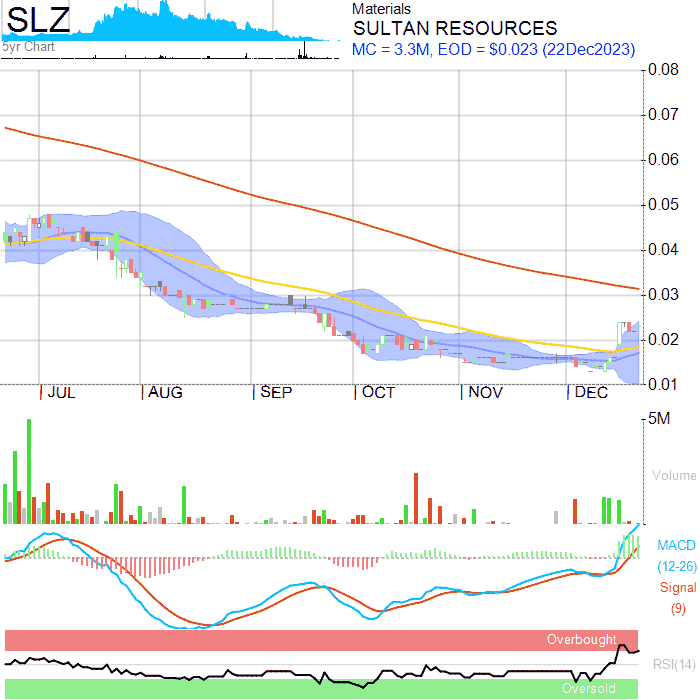 SLZ
5yr Chart
Materials
SULTAN RESOURCES
MC = 3.3M, EOD = $0.023 (22Dec2023)
0.08
0.07
0.06
0.05
0.04
0.03
0.02
0.01
JUL AUG SEP OCT NOV DEC
5M
Volume
MACD
(12-26)
Signal
(9)
Overbought
RSI(14)
Oversold